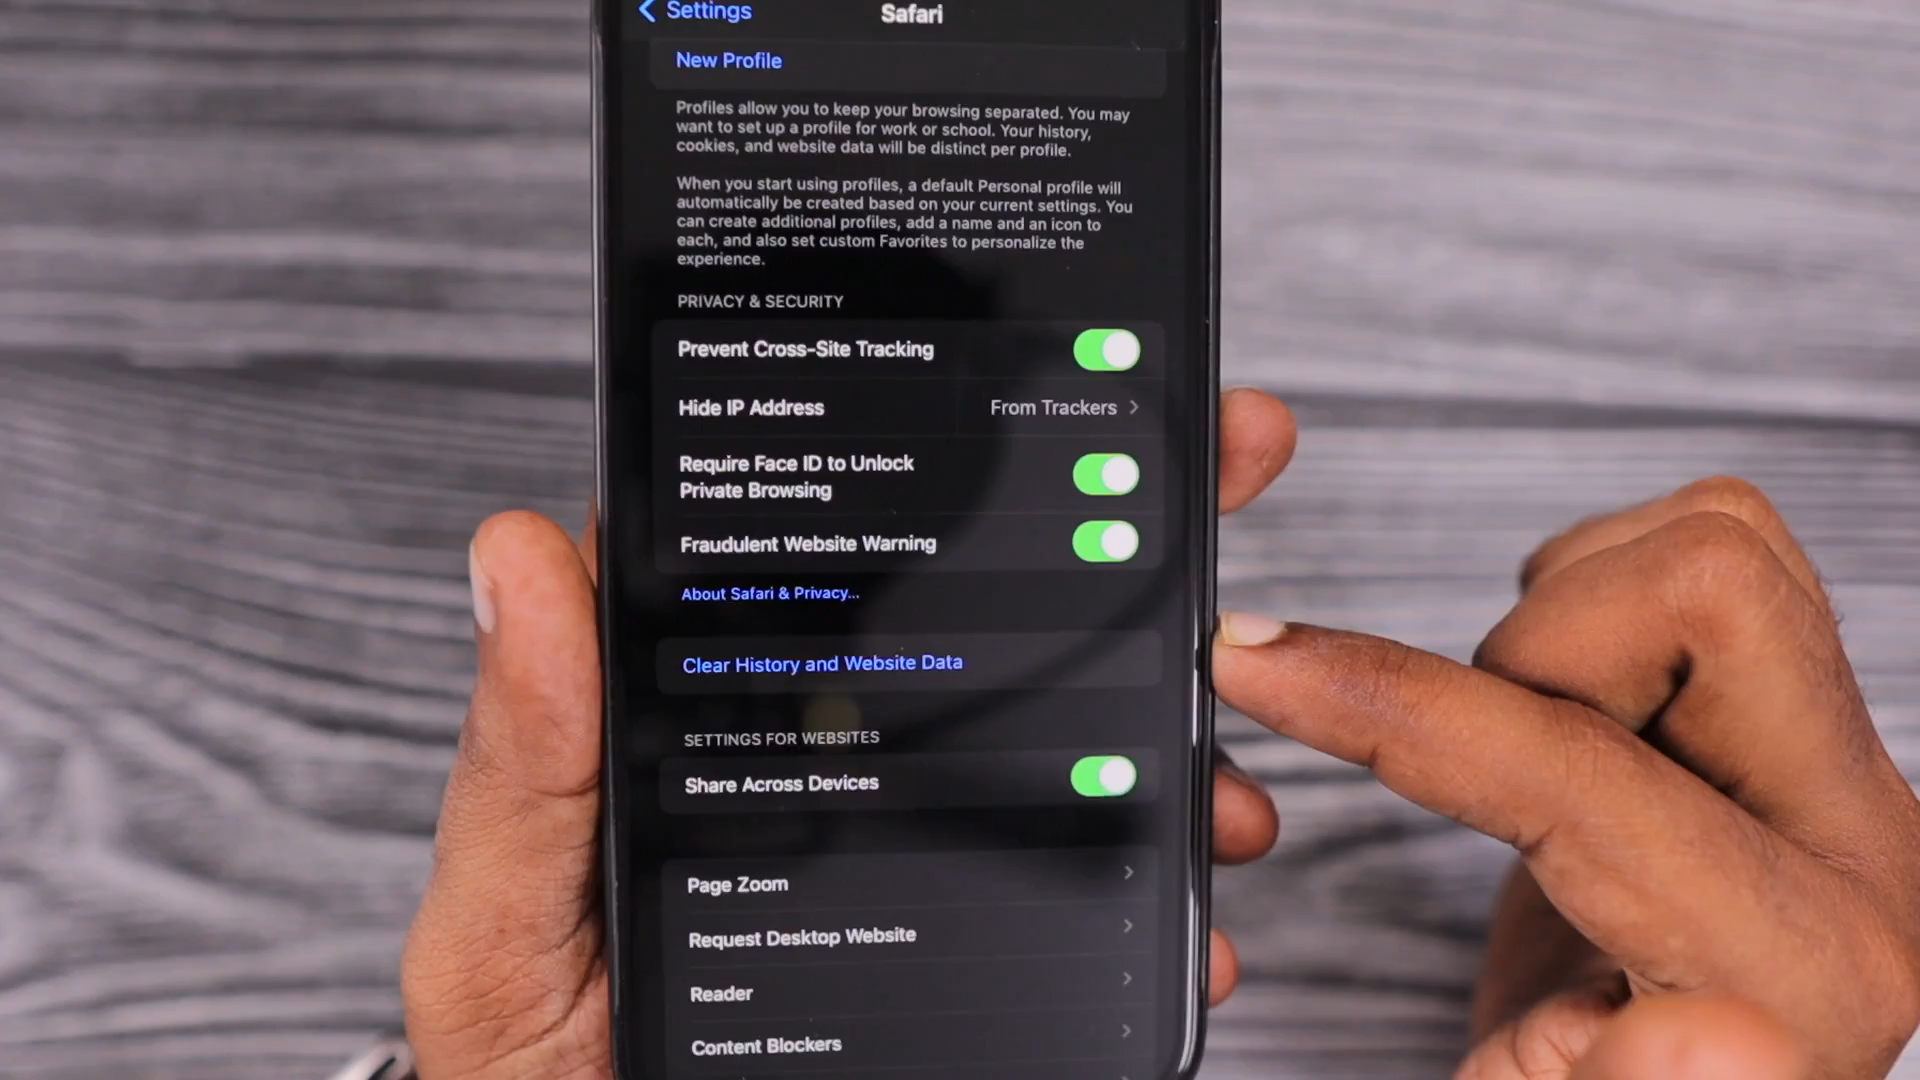 Settings
Safari
New Profile
Profiles allow you to keep your browsing separated. You may
want to set up a profile for work or school. Your history,
cookies, and website data will be distinct per profile.
When you start using profiles, a default Personal profile will
automatically be created based on your current settings. You
can create additional profiles, add a name and an icon to
each, and also set custom Favorites to personalize the
experience.
PRIVACY & SECURITY
Prevent Cross-Site Tracking
Hide IP Address From Trackers
Require Face ID to Unlock
Private Browsing
Fraudulent Website Warning
About Safari & Privacy...
Clear History and Website Data
SETTINGS FOR WEBSITES
Share Across Devices
Page Zoom
Request Desktop Website
Reader
Content Blockers